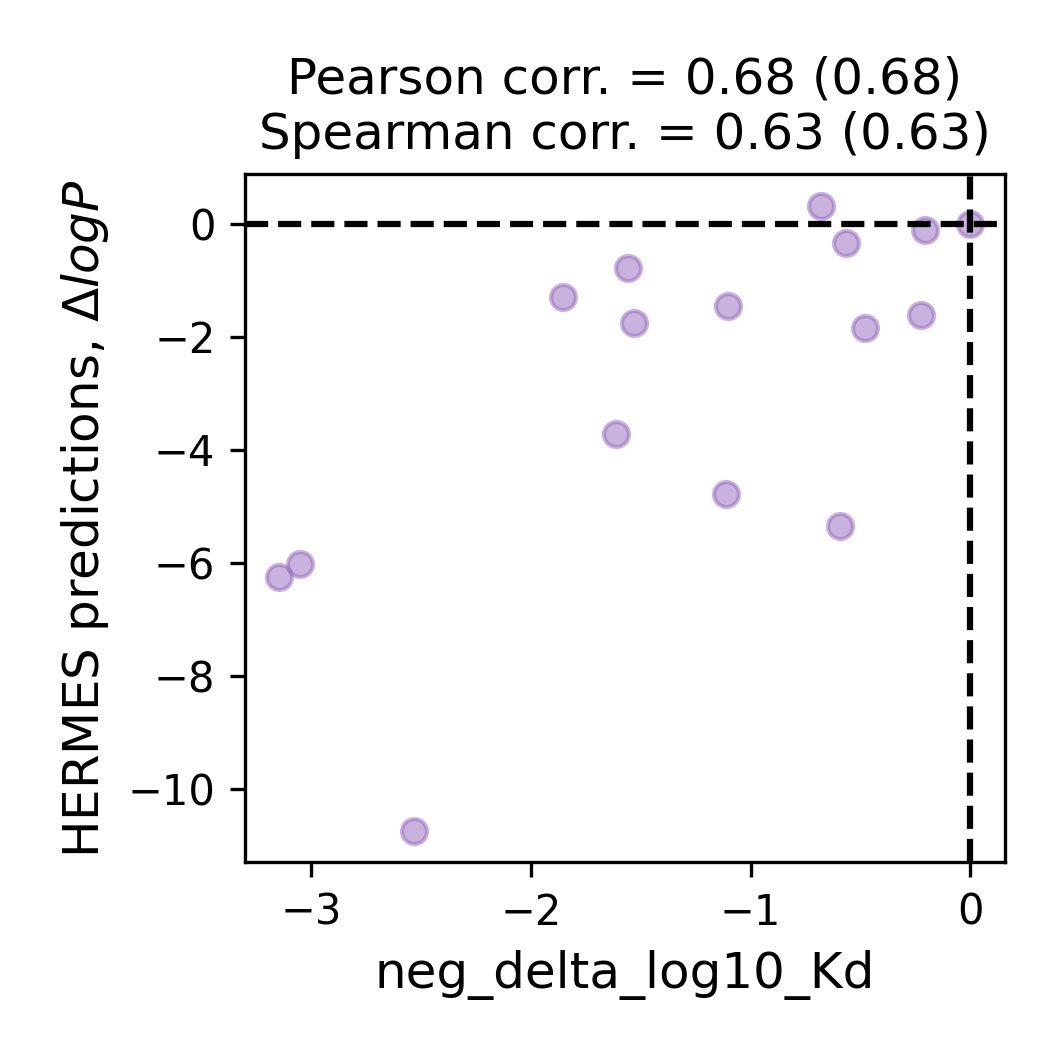 Pearson corr. = 0.68 (0.68)
Spearman corr. = 0.63 (0.63)
HERMES predictions, ΔlogP
0
−2
−4
−6
−8
−10
−3
−2
−1
0
neg_delta_log10_Kd